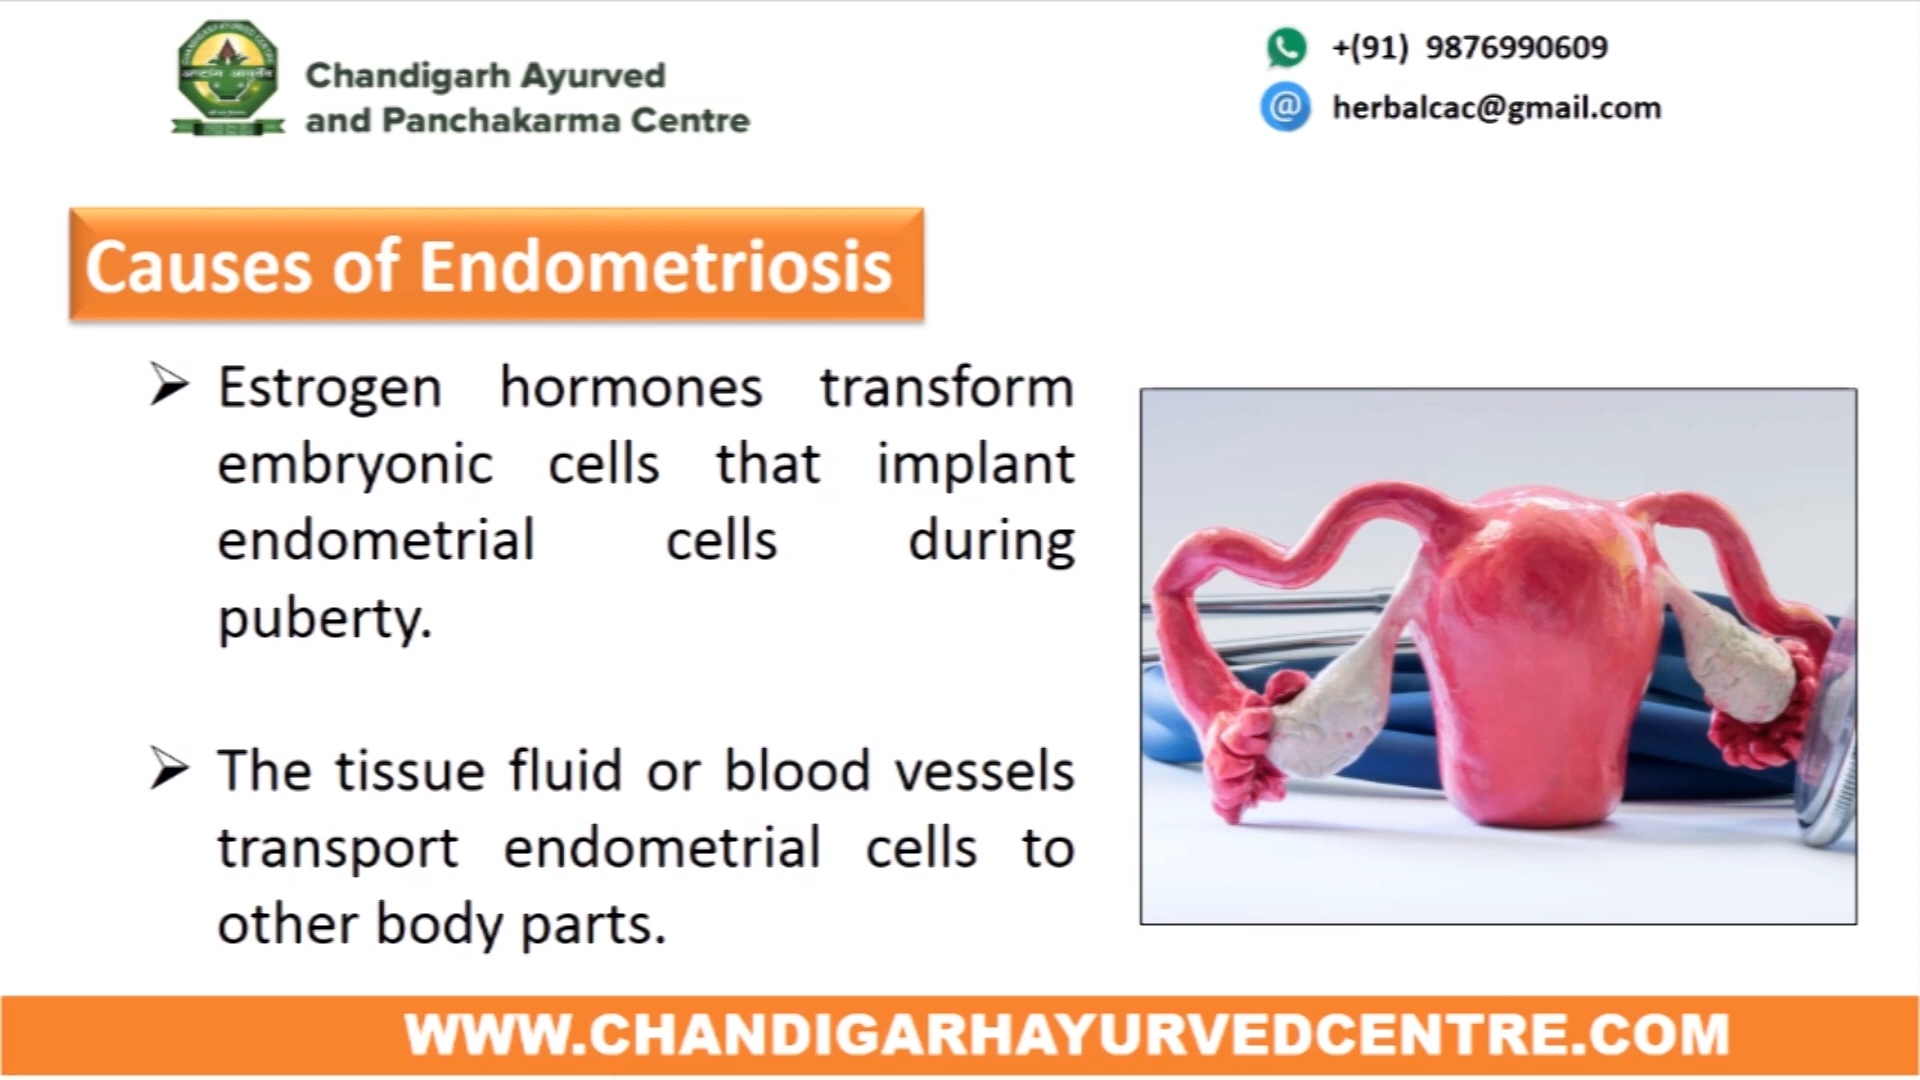 Chandigarh Ayurved
and Panchakarma Centre
+(91) 9876990609
herbalcac@gmail.com
Causes of Endometriosis
Estrogen hormones transform
embryonic cells that implant
endometrial cells during
puberty.
The tissue fluid or blood vessels
transport endometrial cells to
other body parts.
WWW.CHANDIGARHAYURVEDCENTRE.COM